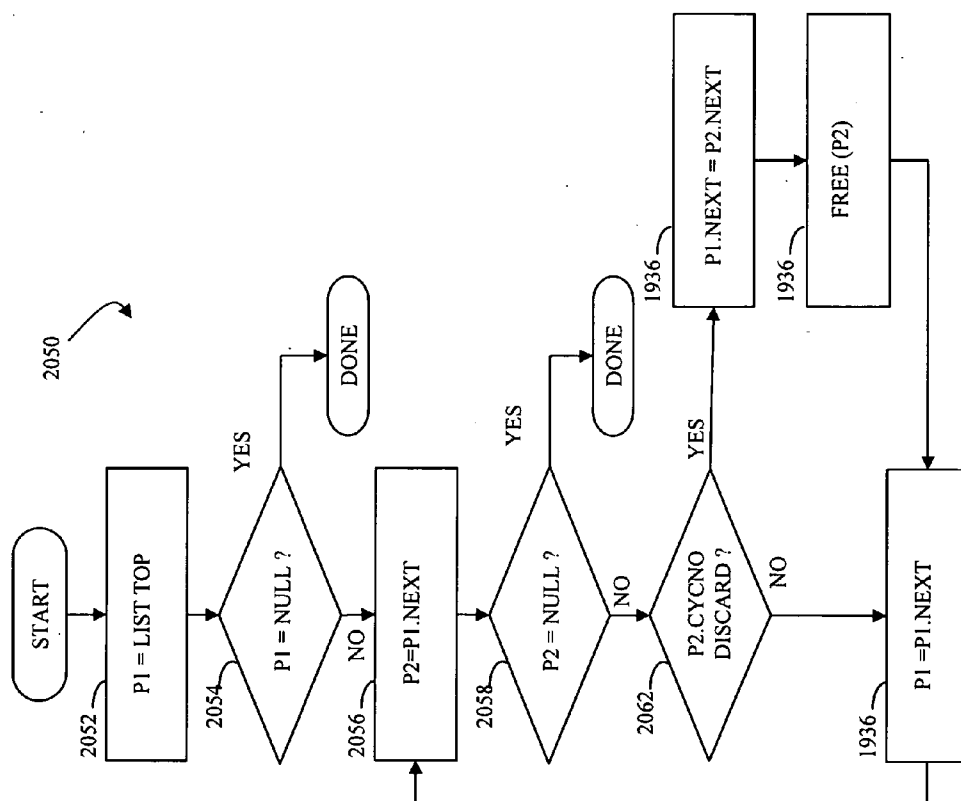 2050
START
2052
P1 = LIST TOP
2054
P1 = NULL ?
YES
DONE
NO
2056
P2=P1.NEXT
2058
P2 = NULL ?
YES
DONE
NO
2062
P2.CYCNO
DISCARD ?
YES
NO
1936
P1.NEXT = P2.NEXT
1936
FREE (P2)
1936
P1 =P1.NEXT